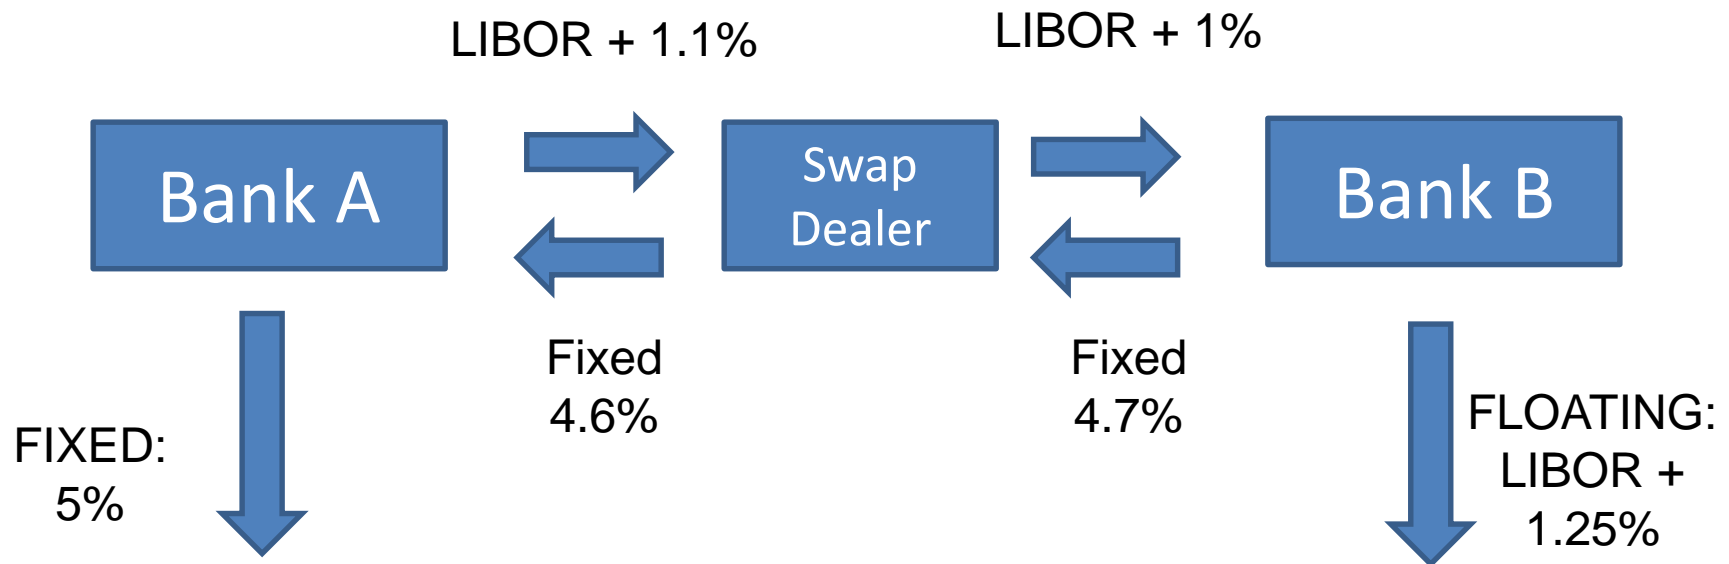 LIBOR + 1.1%
LIBOR + 1%
Bank A
Swap
Dealer
Bank B
Fixed
4.6%
Fixed
4.7%
FIXED:
5%
FLOATING:
LIBOR +
1.25%